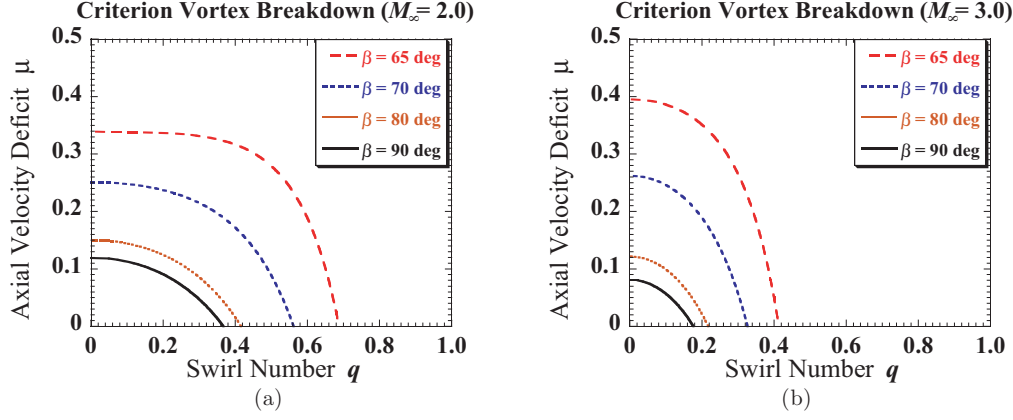 Criterion Vortex Breakdown (M∞= 2.0)
0.5
0.4
0.3
0.2
0.1
0
Axial Velocity Deficit μ
β = 65 deg
β = 70 deg
β = 80 deg
β = 90 deg
0 0.2 0.4 0.6 0.8 1.0
Swirl Number q
(a)
Criterion Vortex Breakdown (M∞= 3.0)
0.5
0.4
0.3
0.2
0.1
0
Axial Velocity Deficit μ
β = 65 deg
β = 70 deg
β = 80 deg
β = 90 deg
0 0.2 0.4 0.6 0.8 1.0
Swirl Number q
(b)